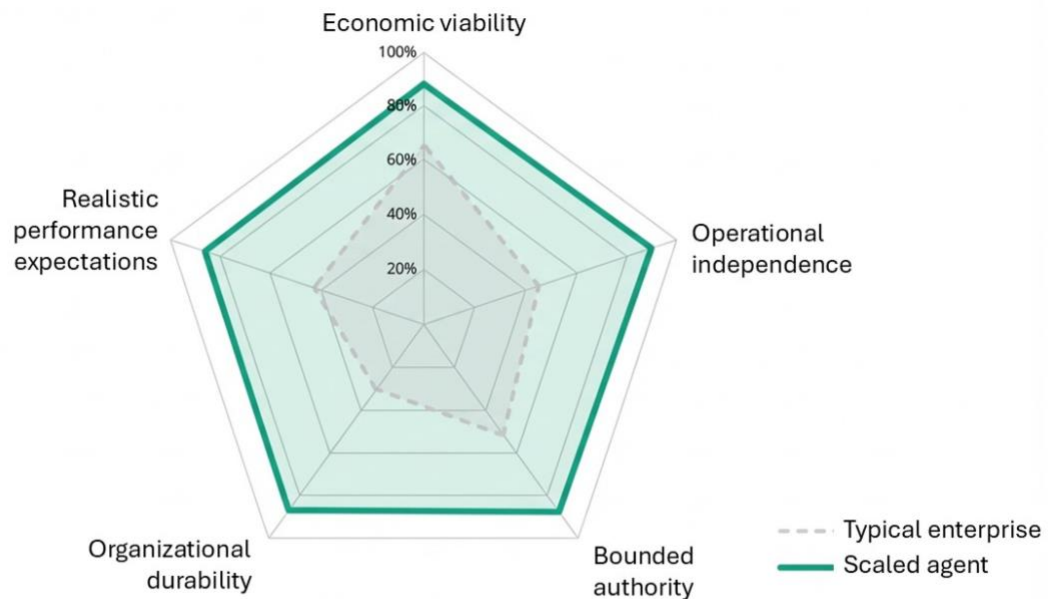 Economic viability
100%
80%
60%
40%
20%
Realistic
performance
expectations
Operational
independence
Organizational
durability
Bounded
authority
Typical enterprise
Scaled agent